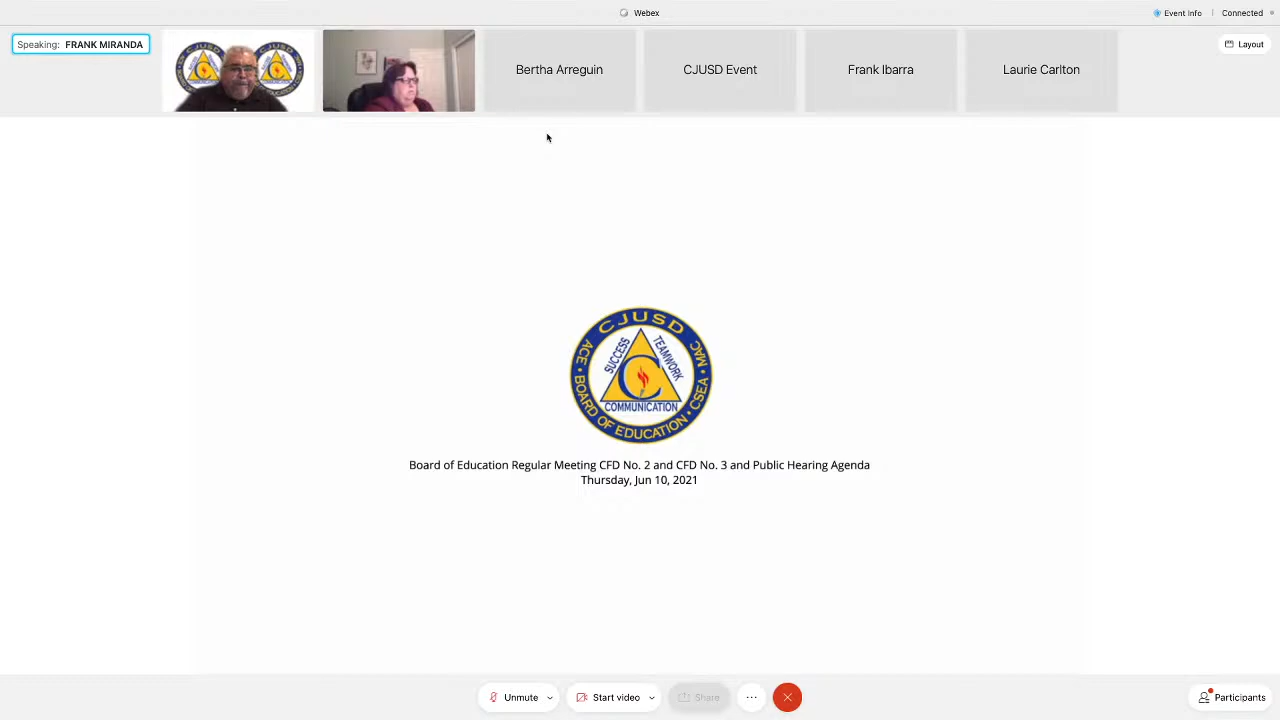 Webex
Event Info
Connected
Speaking: FRANK MIRANDA
Bertha Arreguin
CJUSD Event
Frank Ibarra
Laurie Carlton
Layout
CJUSD
ACE • BOARD OF EDUCATION • CSEA • MAC
SUCCESS
TEAMWORK
C
COMMUNICATION
Board of Education Regular Meeting CFD No. 2 and CFD No. 3 and Public Hearing Agenda
Thursday, Jun 10, 2021
Unmute
Start video
Share
Participants